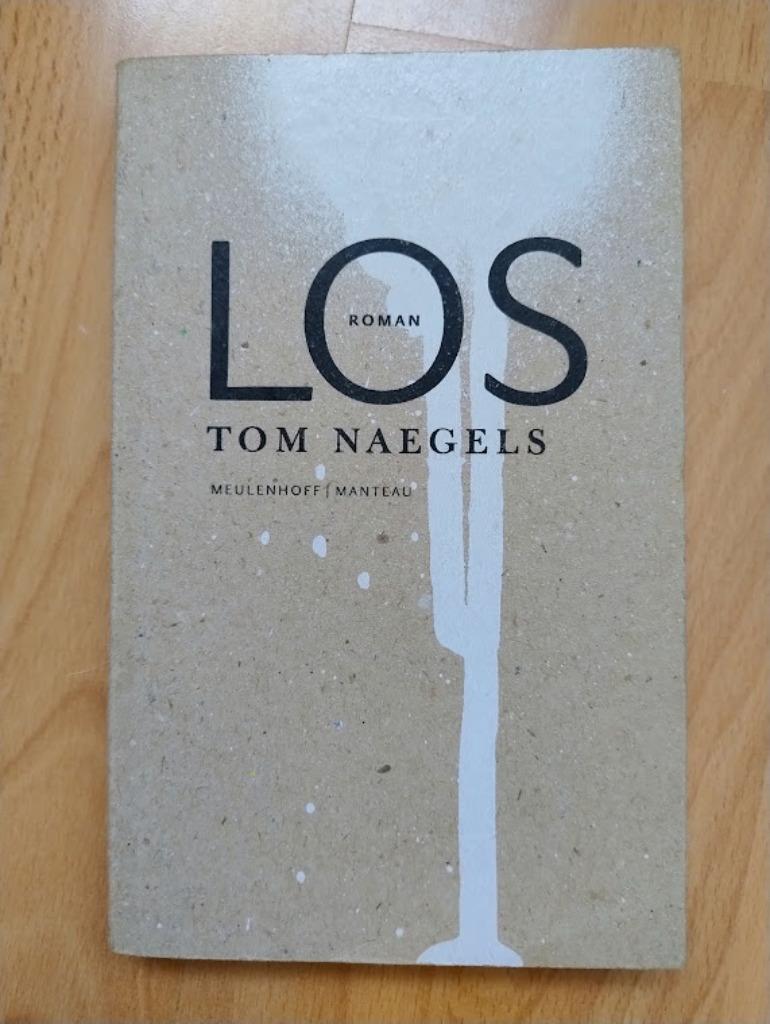 LOS
ROMAN
TOM NAEGELS
MEULENHOFF | MANTEAU